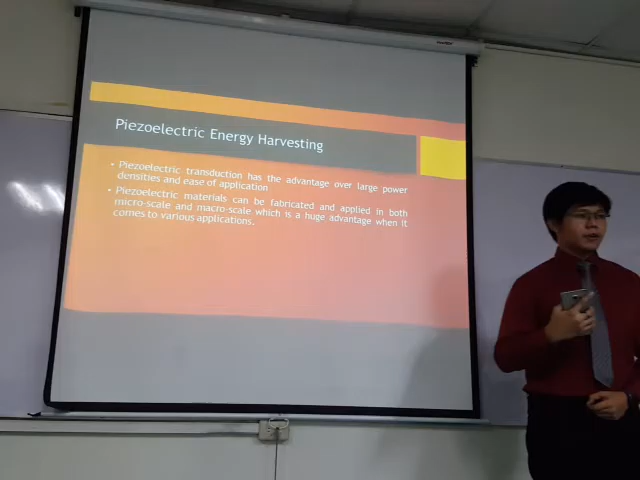 Piezoelectric Energy Harvesting
• Piezoelectric transduction has the advantage over large power
densities and ease of application
• Piezoelectric materials can be fabricated and applied in both
micro-scale and macro-scale which is a huge advantage when it
comes to various applications.